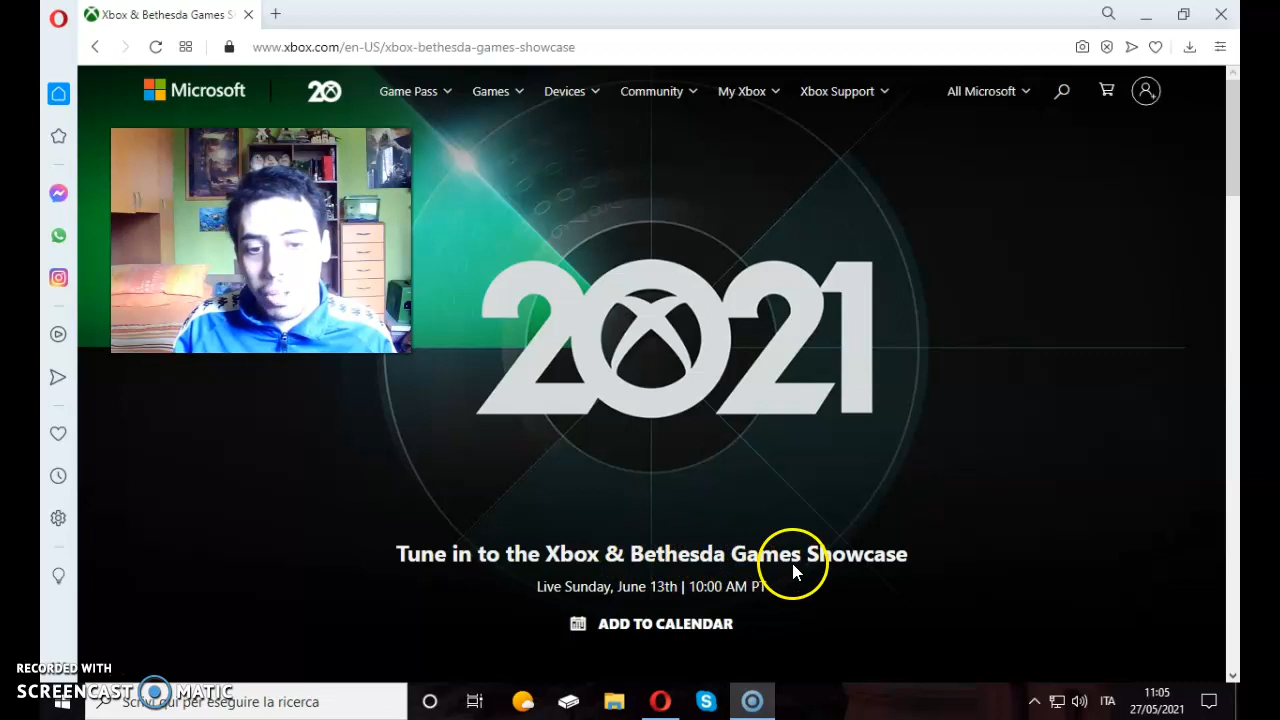 Xbox & Bethesda Games S
www.xbox.com/en-US/xbox-bethesda-games-showcase
Microsoft
20
Game Pass
Games
Devices
Community
My Xbox
Xbox Support
All Microsoft
2021
Tune in to the Xbox & Bethesda Games Showcase
Live Sunday, June 13th | 10:00 AM PT
ADD TO CALENDAR
RECORDED WITH
SCREENCAST MATIC
Scrivi qui per eseguire la ricerca
ITA
11:05
27/05/2021